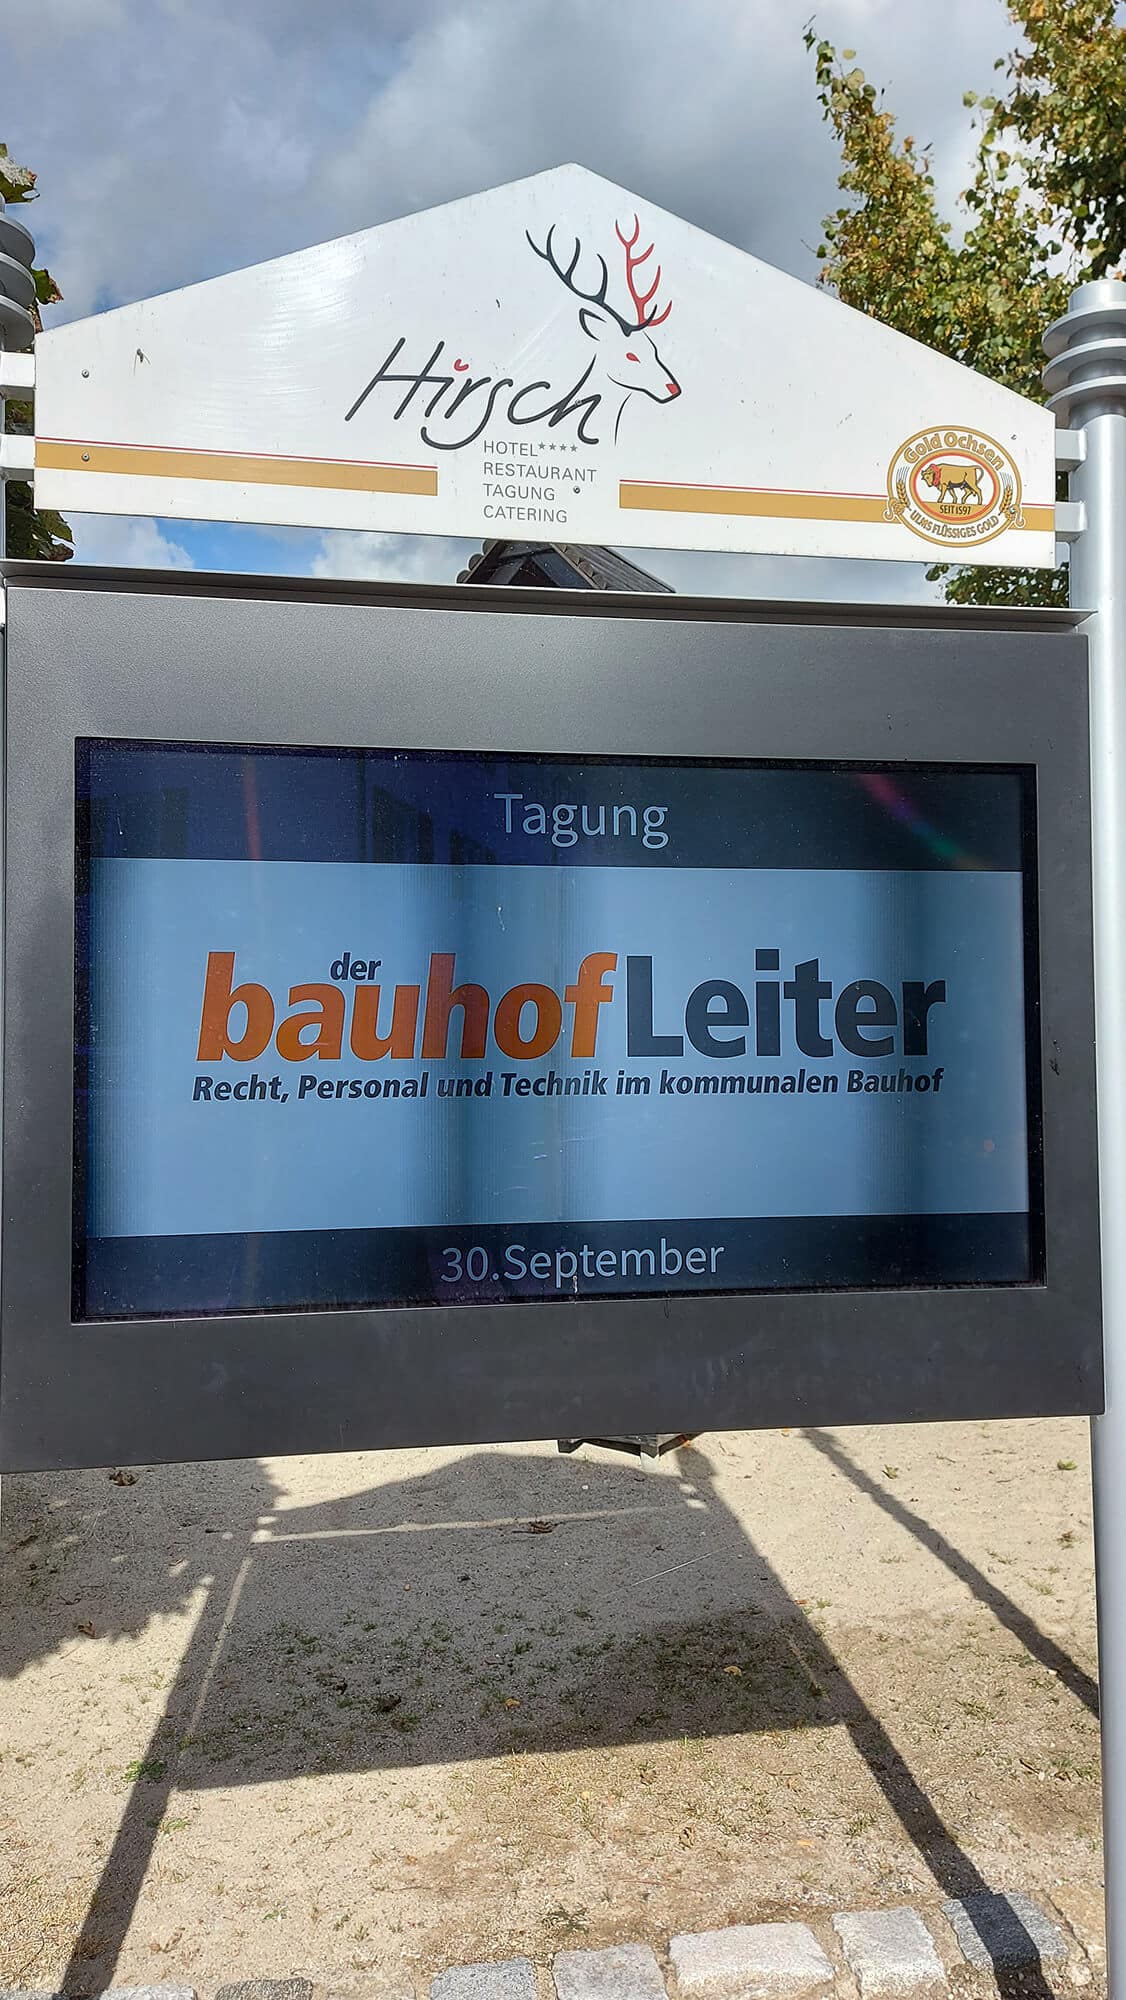 Hirsch
HOTEL****
RESTAURANT
TAGUNG
CATERING
Gold Ochsen
SEIT 1597
ULMS FLÜSSIGES GOLD
Tagung
der
bauhofLeiter
Recht, Personal und Technik im kommunalen Bauhof
30.September